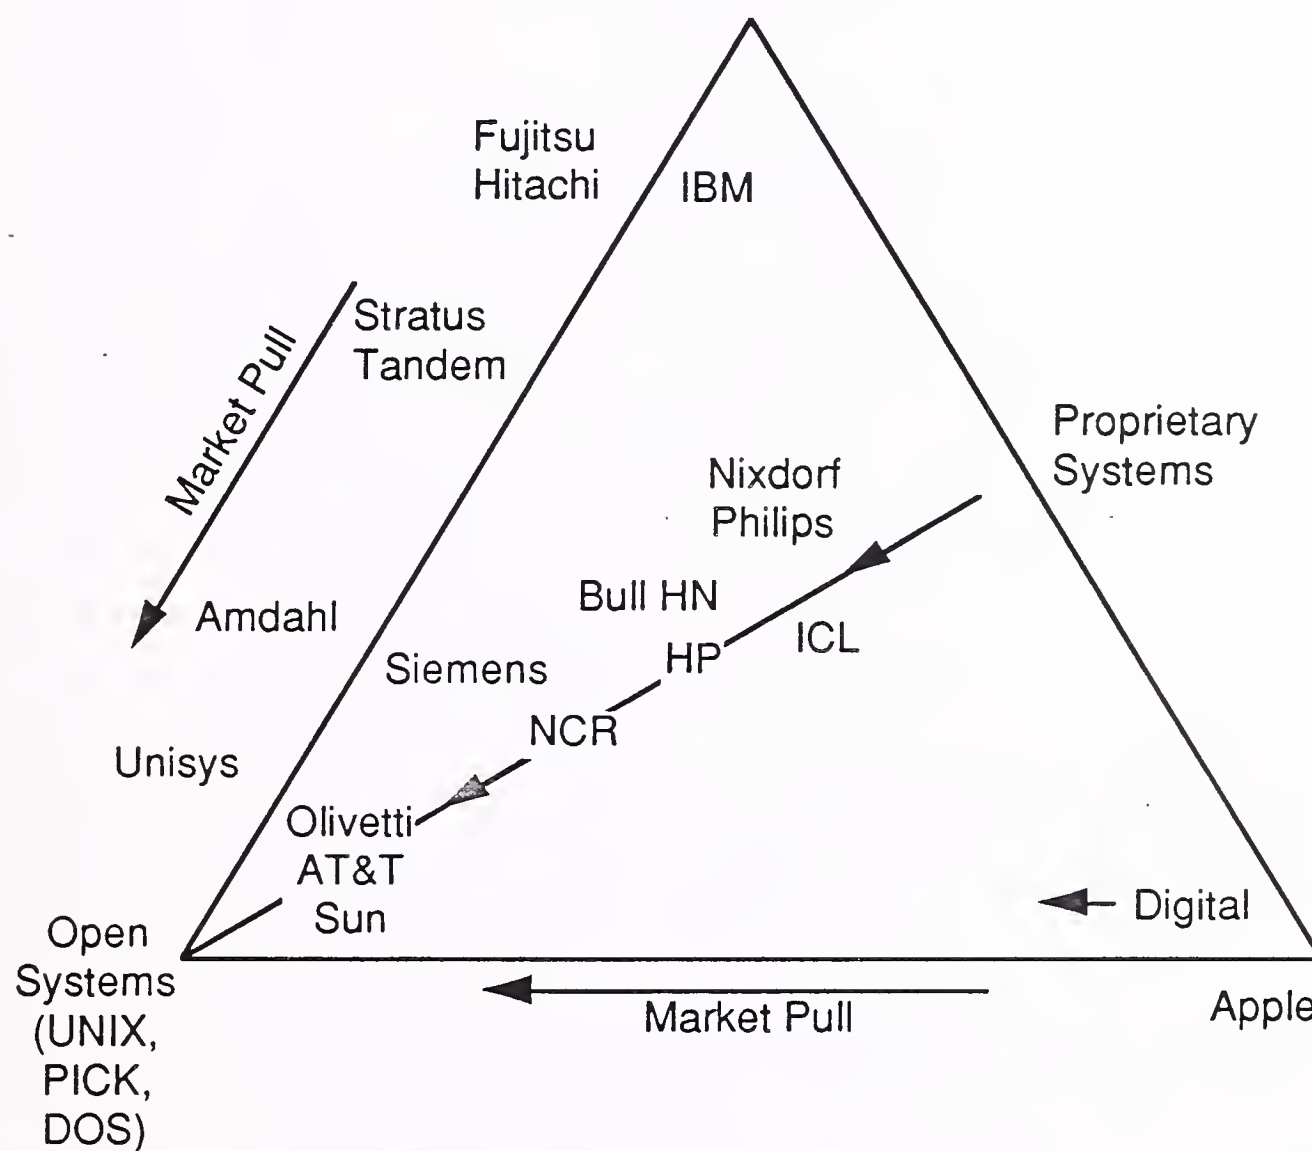 Fujitsu
Hitachi
IBM
Stratus
Tandem
Market Pull
Proprietary
Systems
Nixdorf
Philips
Bull HN
Amdahl
ICL
HP
Siemens
NCR
Unisys
Olivetti
AT&T
Sun
Digital
Open
Systems
(UNIX,
PICK,
DOS)
Market Pull
Apple